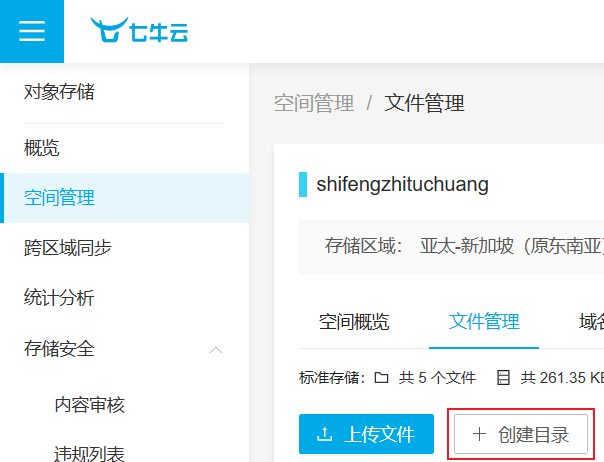 七牛云
对象存储
概览
空间管理
跨区域同步
统计分析
存储安全
内容审核
违规列表
空间管理 / 文件管理
shifengzhituchuang
存储区域： 亚太-新加坡（原东南亚）
空间概览 文件管理 域名
标准存储： 共 5 个文件 共 261.35 KB
上传文件 + 创建目录